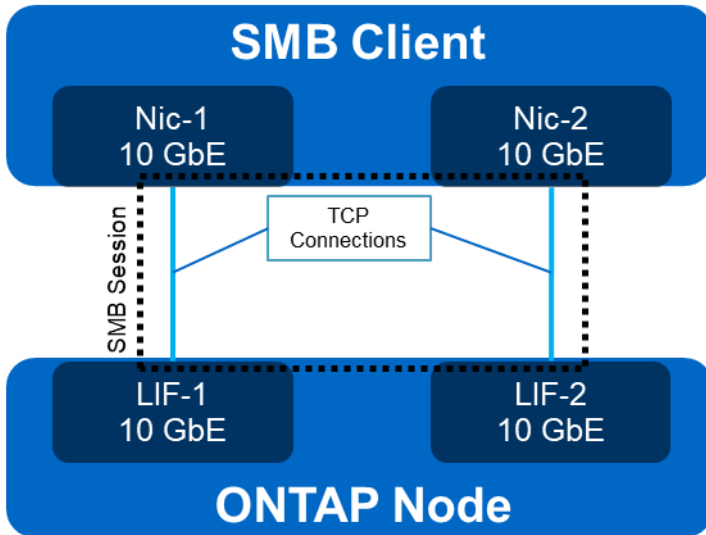 SMB Client
Nic-1
10 GbE
Nic-2
10 GbE
TCP
Connections
SMB Session
LIF-1
10 GbE
LIF-2
10 GbE
ONTAP Node